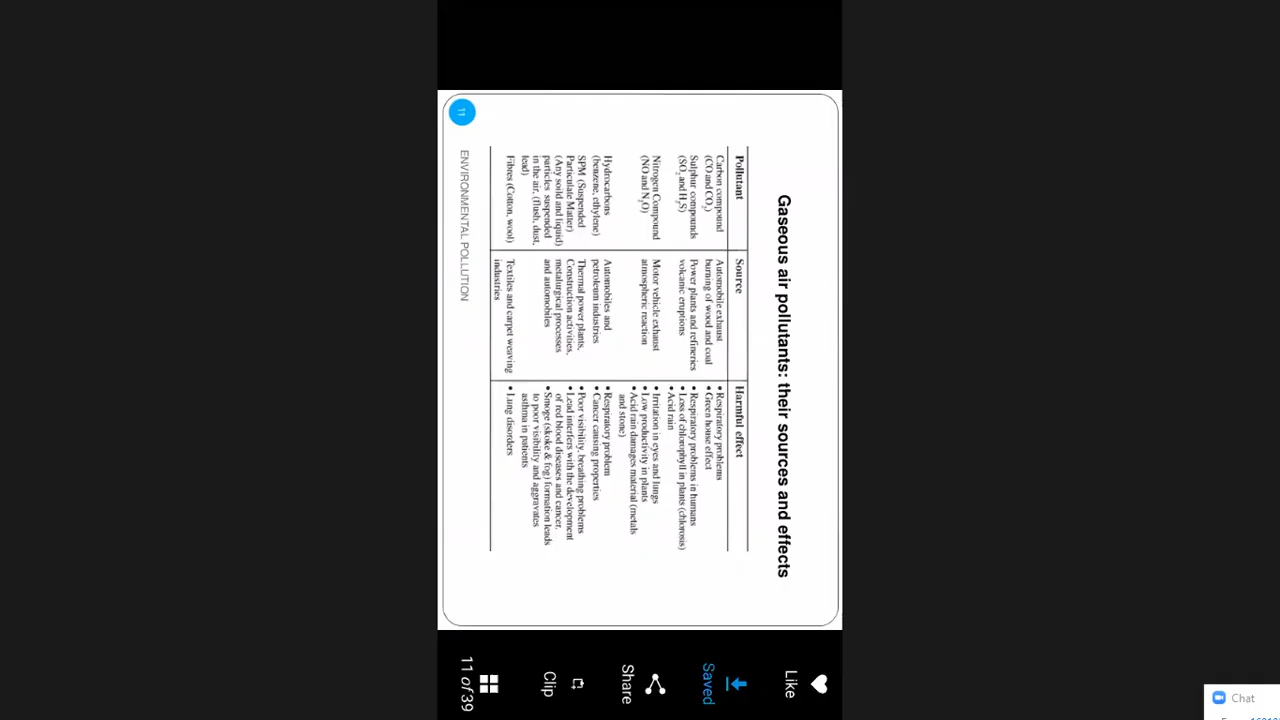 Gaseous air pollutants: their sources and effects
Pollutant
Source
Harmful effect
Carbon compound
(CO and CO₂)
Automobile exhaust
burning of wood and coal
• Respiratory problems
• Green house effect
Sulphur compounds
(SO₂ and H₂S)
Power plants and refineries
volcanic eruptions
• Respiratory problems in humans
• Loss of chlorophyll in plants (chlorosis)
• Acid rain
Nitrogen Compound
(NO and N₂O)
Motor vehicle exhaust
atmospheric reaction
• Irritation in eyes and lungs
• Low productivity in plants
• Acid rain damages material (metals
and stone)
Hydrocarbons
(benzene, ethylene)
Automobiles and
petroleum industries
• Respiratory problem
• Cancer causing properties
SPM (Suspended
Particulate Matter)
(Any soild and liquid)
particles suspended
in the air, (flush, dust,
lead)
Thermal power plants,
Construction activities,
metalurgical processes
and automobiles
• Poor visibility, breathing problems
• Lead interfers with the development
of red blood diseases and cancer.
• Smoge (skoke & fog) formation leads
to poor visibility and aggravates
asthma in patients
Fibres (Cotton, wool)
Textiles and carpet weaving
industries
• Lung disorders
ENVIRONMENTAL POLLUTION
11
Like
Saved
Share
Clip
11 of 39
Chat